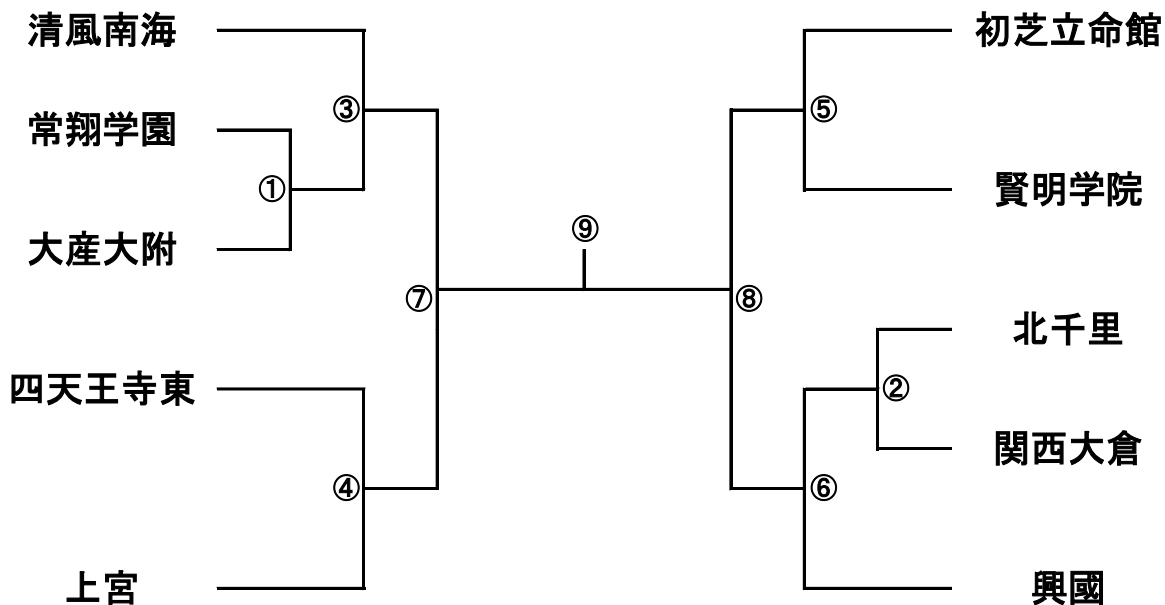 清風南海
常翔学園
大産大附
四天王寺東
上宮
③
①
⑦
④
⑨
初芝立命館
賢明学院
北千里
関西大倉
興國
⑤
⑧
②
⑥